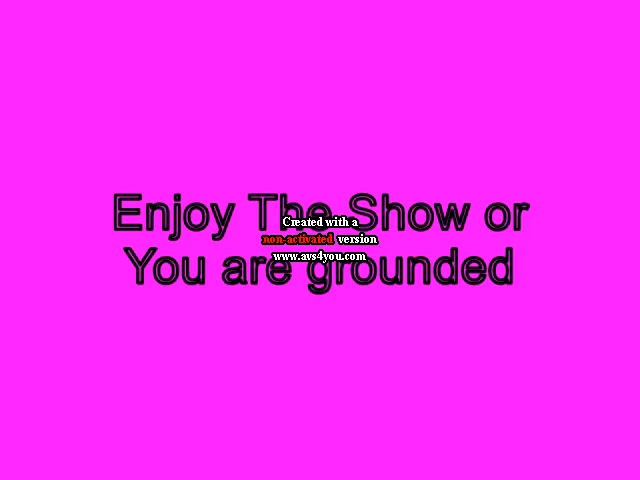 Enjoy The Show or
You are grounded
Created with a
non-activated version
www.avs4you.com